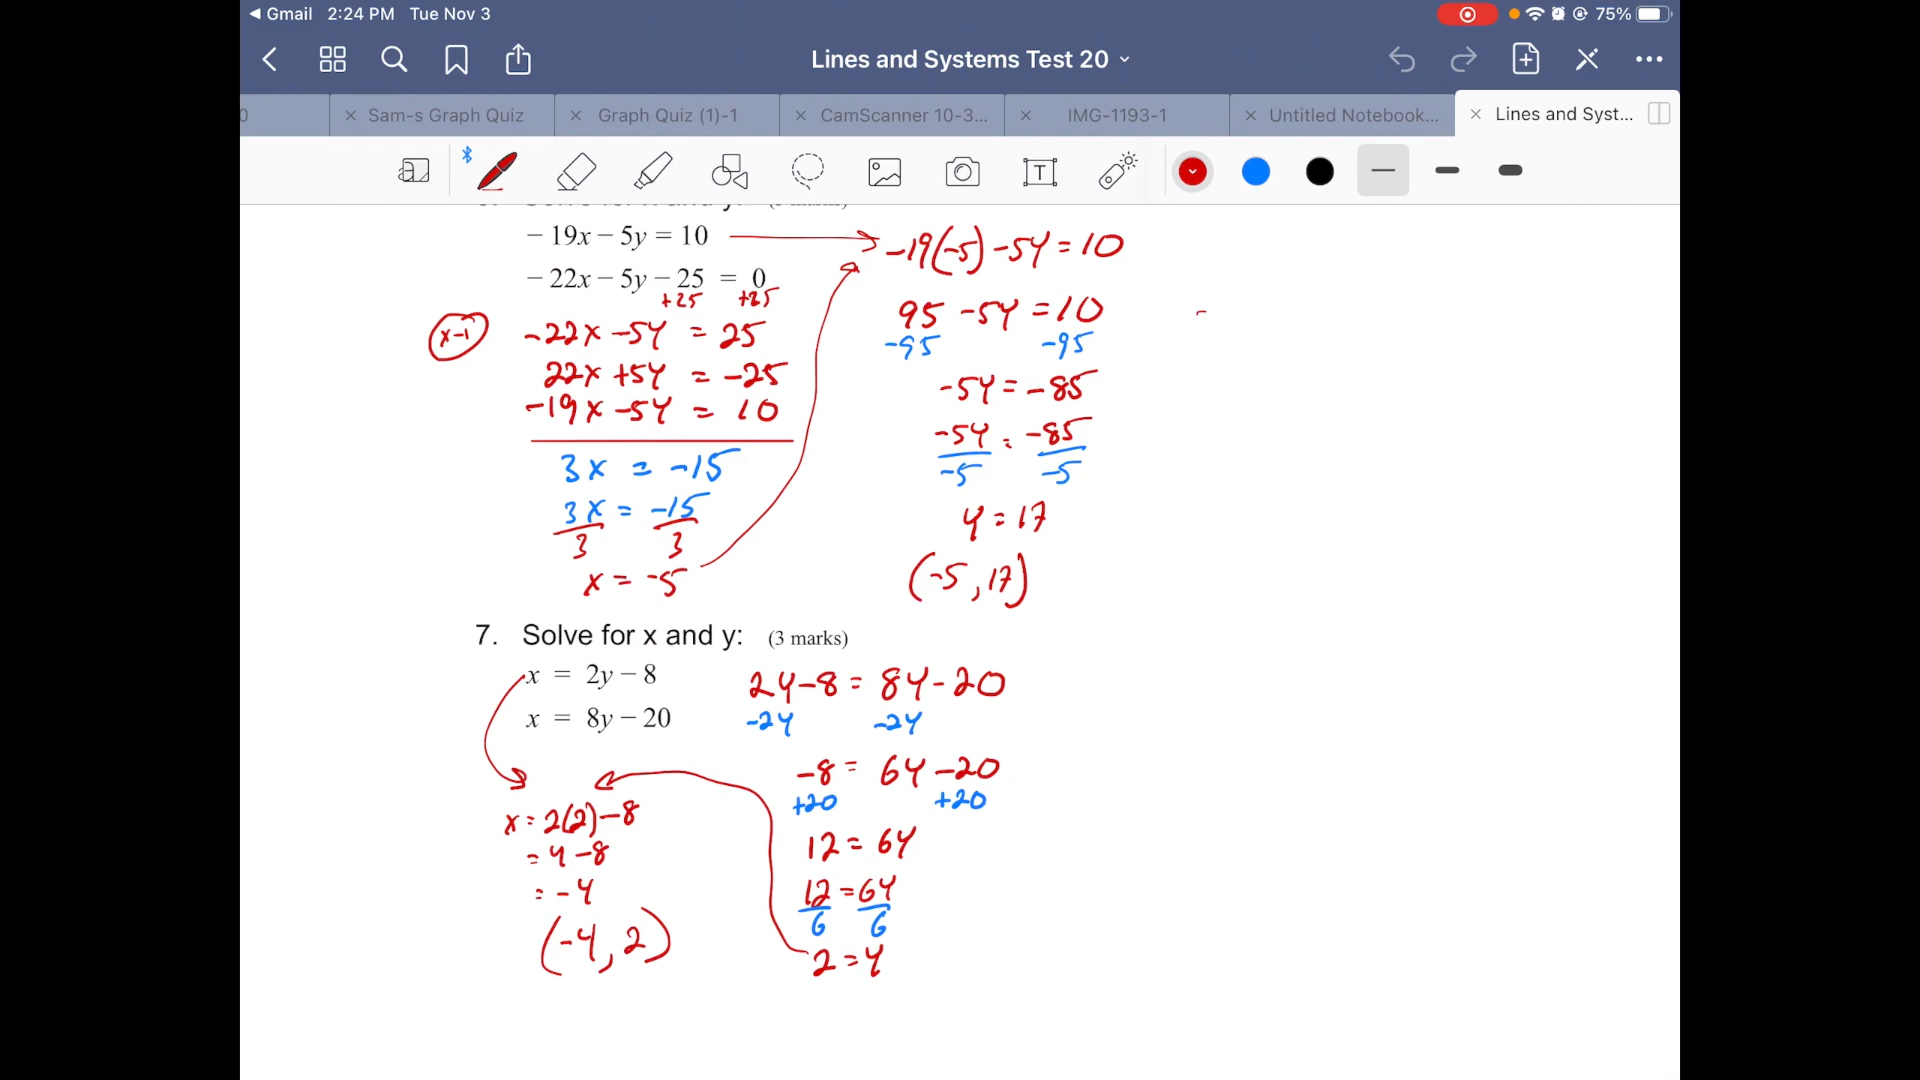 Gmail 2:24 PM Tue Nov 3 75%
Lines and Systems Test 20
0 × Sam-s Graph Quiz × Graph Quiz (1)-1 × CamScanner 10-3... × IMG-1193-1 × Untitled Notebook... × Lines and Syst...
− 19x − 5y = 10
− 22x − 5y − 25 = 0
+25 +25
x-1
-22x -5y = 25
22x +5y = -25
-19x -5y = 10
3x = -15
3x = -15
3 3
x = -5
-19(-5) -5y = 10
95 -5y = 10
-95 -95
-5y = -85
-5y = -85
-5 -5
y = 17
(-5, 17)
7. Solve for x and y: (3 marks)
x = 2y − 8
x = 8y − 20
x = 2(2) -8
= 4 -8
= -4
(-4, 2)
2y -8 = 8y - 20
-2y -2y
-8 = 6y -20
+20 +20
12 = 6y
12 = 6y
6 6
2 = y